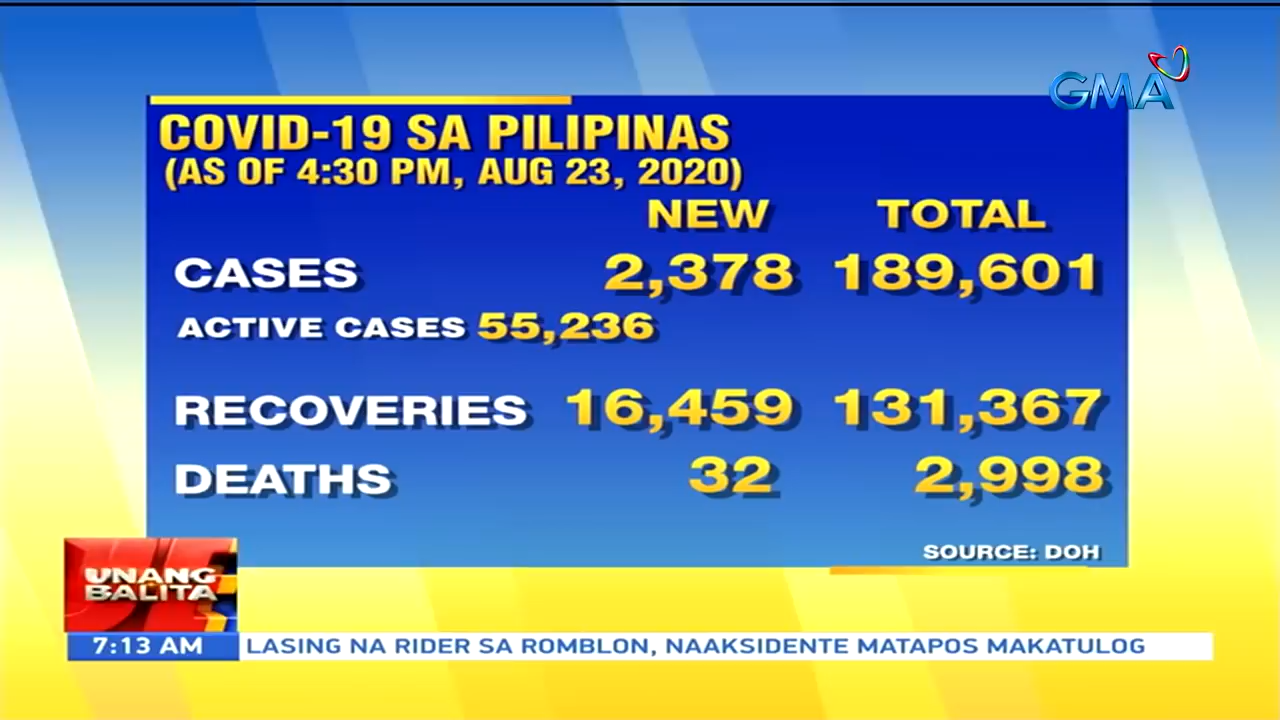 GMA
COVID-19 SA PILIPINAS
(AS OF 4:30 PM, AUG 23, 2020)
NEW TOTAL
CASES 2,378 189,601
ACTIVE CASES 55,236
RECOVERIES 16,459 131,367
DEATHS 32 2,998
SOURCE: DOH
UNANG
BALITA
7:13 AM LASING NA RIDER SA ROMBLON, NAAKSIDENTE MATAPOS MAKATULOG